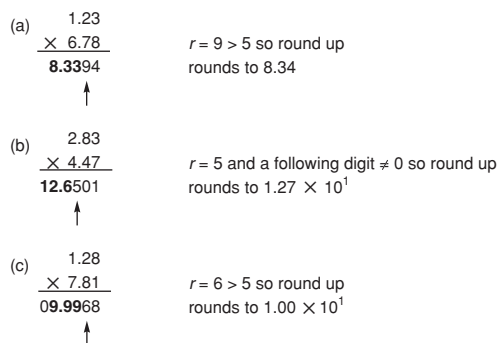 (a) 1.23
× 6.78 r = 9 > 5 so round up
8.3394 rounds to 8.34
(b) 2.83
× 4.47 r = 5 and a following digit ≠ 0 so round up
12.6501 rounds to 1.27 × 10¹
(c) 1.28
× 7.81 r = 6 > 5 so round up
09.9968 rounds to 1.00 × 10¹